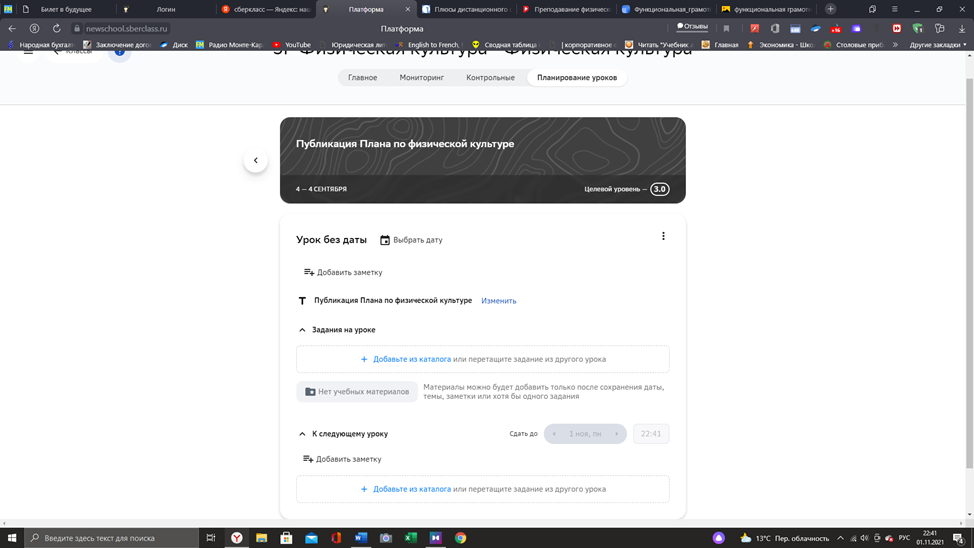 Билет в будущее
Логин
сберкласс — Яндекс: наш
Платформа
Плюсы дистанционного
Преподавание физическ
Функциональная_грамот
функциональная грамотн
newschool.sberclass.ru
Платформа
Отзывы
Народная бухгал
Заключение догов
Диск
Радио Монте-Кар
YouTube
Юридическая ли
English to French,
Сводная таблица
(корпоративное
Читать "Учебник
Главная
Экономика - Шко
Столовые прибо
Другие закладки
Главное
Мониторинг
Контрольные
Планирование уроков
Публикация Плана по физической культуре
4 — 4 СЕНТЯБРЯ
Целевой уровень — 3.0
Урок без даты
Выбрать дату
Добавить заметку
Публикация Плана по физической культуре
Изменить
Задания на уроке
+ Добавьте из каталога или перетащите задание из другого урока
Нет учебных материалов
Материалы можно будет добавить только после сохранения даты,
темы, заметки или хотя бы одного задания
К следующему уроку
Сдать до
1 ноя, пн
22:41
Добавить заметку
+ Добавьте из каталога или перетащите задание из другого урока
Введите здесь текст для поиска
13°C Пер. облачность
РУС
22:41
01.11.2021